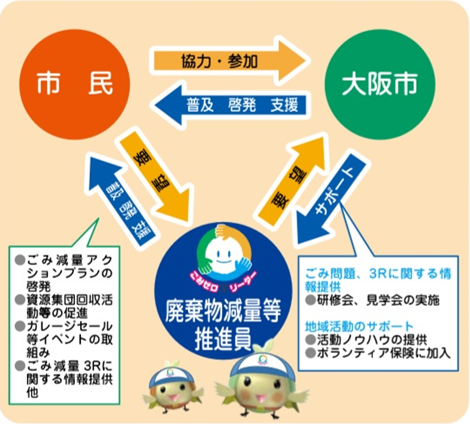 市 民
協力・参加
大阪市
普及 啓発 支援
要望
普及 啓発 支援
要望
サポート
ごみゼロ リーダー
廃棄物減量等
推進員
●ごみ減量アク
ションプランの
啓発
●資源集団回収活
動等の促進
●ガレージセール
等イベントの取
組み
●ごみ減量 3Rに
関する情報提供
他
ごみ問題、3Rに関する情
報提供
●研修会、見学会の実施
地域活動のサポート
●活動ノウハウの提供
●ボランティア保険に加入